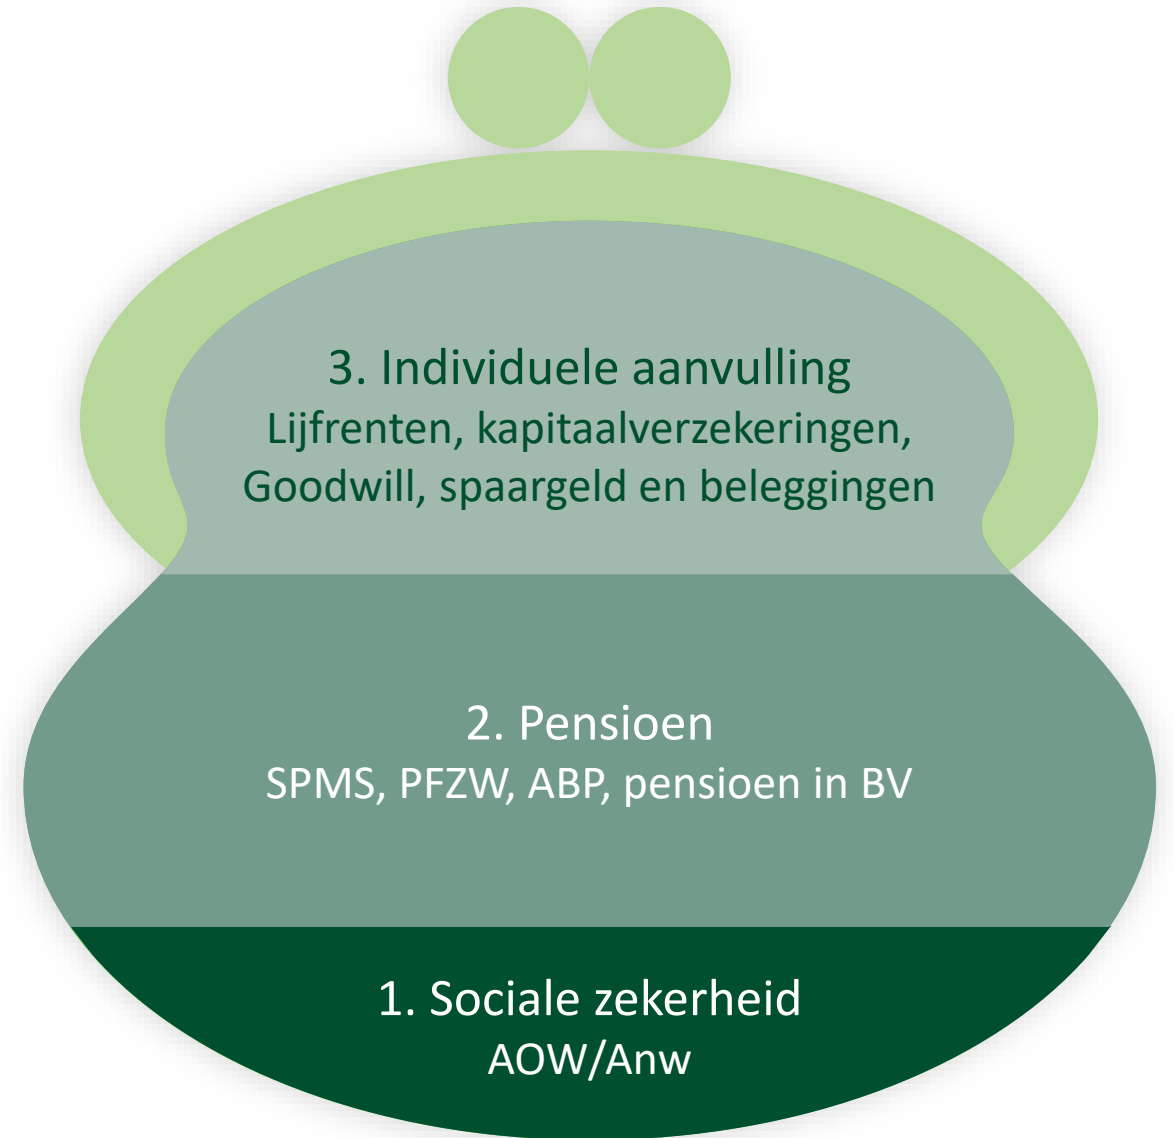 3. Individuele aanvulling
Lijfrenten, kapitaalverzekeringen,
Goodwill, spaargeld en beleggingen
2. Pensioen
SPMS, PFZW, ABP, pensioen in BV
1. Sociale zekerheid
AOW/Anw